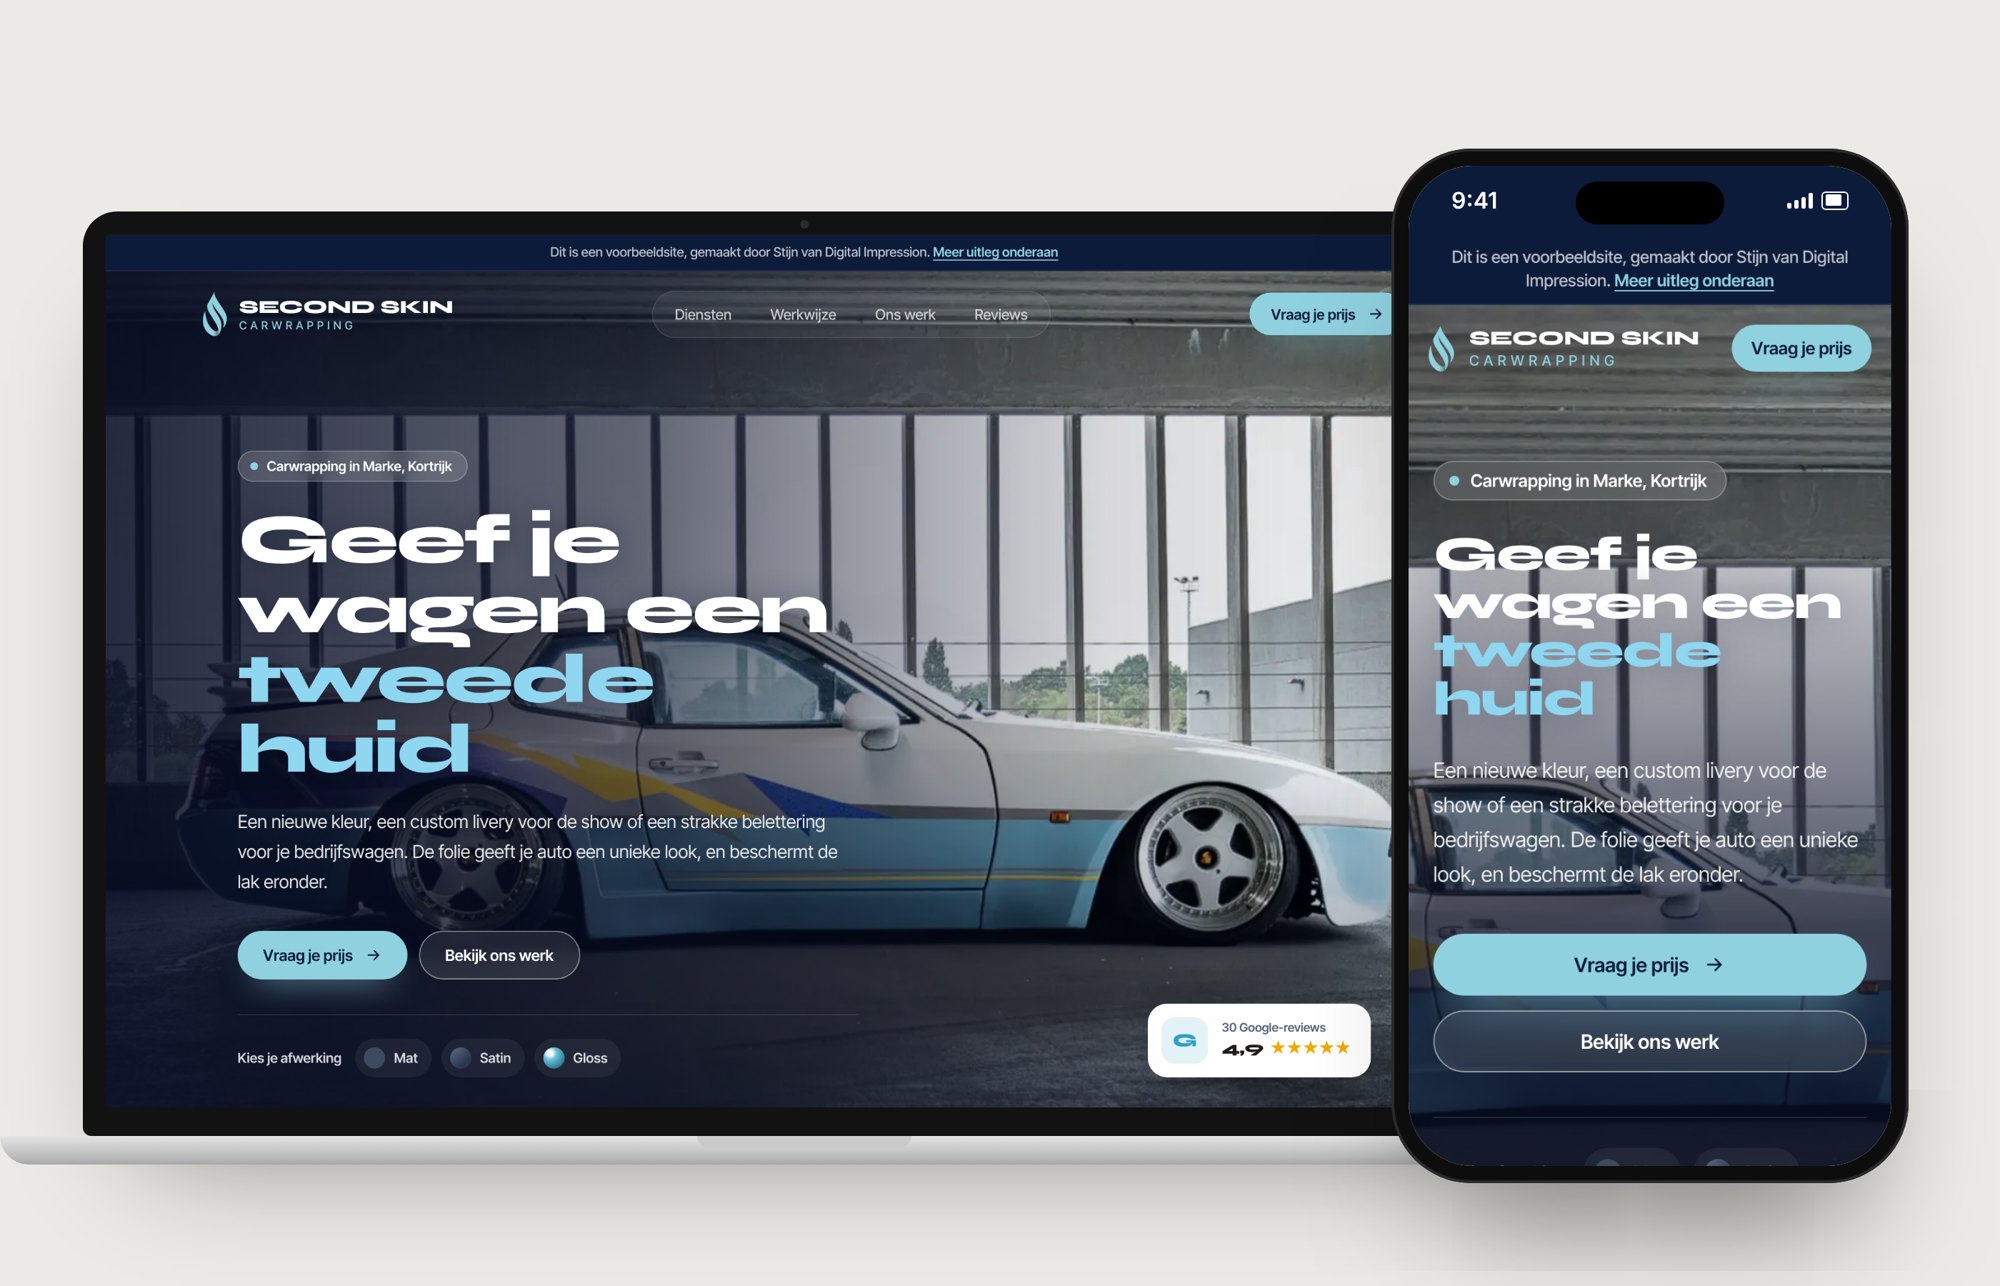 Dit is een voorbeeldsite, gemaakt door Stijn van Digital Impression. Meer uitleg onderaan
SECOND SKIN
CARWRAPPING
Diensten
Werkwijze
Ons werk
Reviews
Vraag je prijs
Carwrapping in Marke, Kortrijk
Geef je
wagen een
tweede
huid
Een nieuwe kleur, een custom livery voor de show of een strakke belettering
voor je bedrijfswagen. De folie geeft je auto een unieke look, en beschermt de
lak eronder.
Vraag je prijs
Bekijk ons werk
Kies je afwerking
Mat
Satin
Gloss
G
30 Google-reviews
4,9 ★★★★★
9:41
Dit is een voorbeeldsite, gemaakt door Stijn van Digital
Impression. Meer uitleg onderaan
SECOND SKIN
CARWRAPPING
Vraag je prijs
Carwrapping in Marke, Kortrijk
Geef je
wagen een
tweede
huid
Een nieuwe kleur, een custom livery voor de
show of een strakke belettering voor je
bedrijfswagen. De folie geeft je auto een unieke
look, en beschermt de lak eronder.
Vraag je prijs
Bekijk ons werk